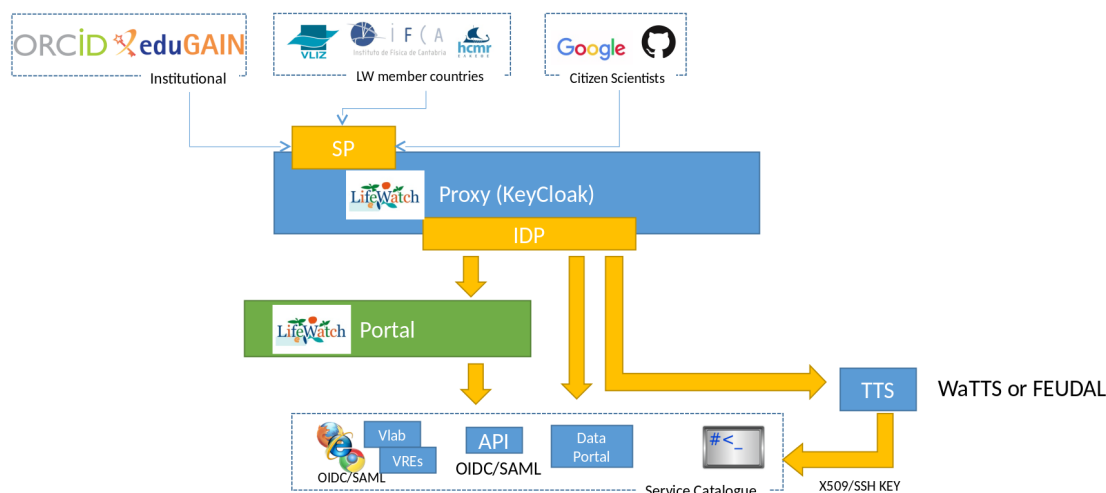 ORCiD eduGAIN
Institutional
VLIZ
iFCA
Instituto de Física de Cantabria
hcmr
LW member countries
Google
Citizen Scientists
SP
LifeWatch
Proxy (KeyCloak)
IDP
LifeWatch
Portal
TTS
WaTTS or FEUDAL
Vlab
VREs
OIDC/SAML
API
OIDC/SAML
Data
Portal
#<_
Service Catalogue
X509/SSH KEY